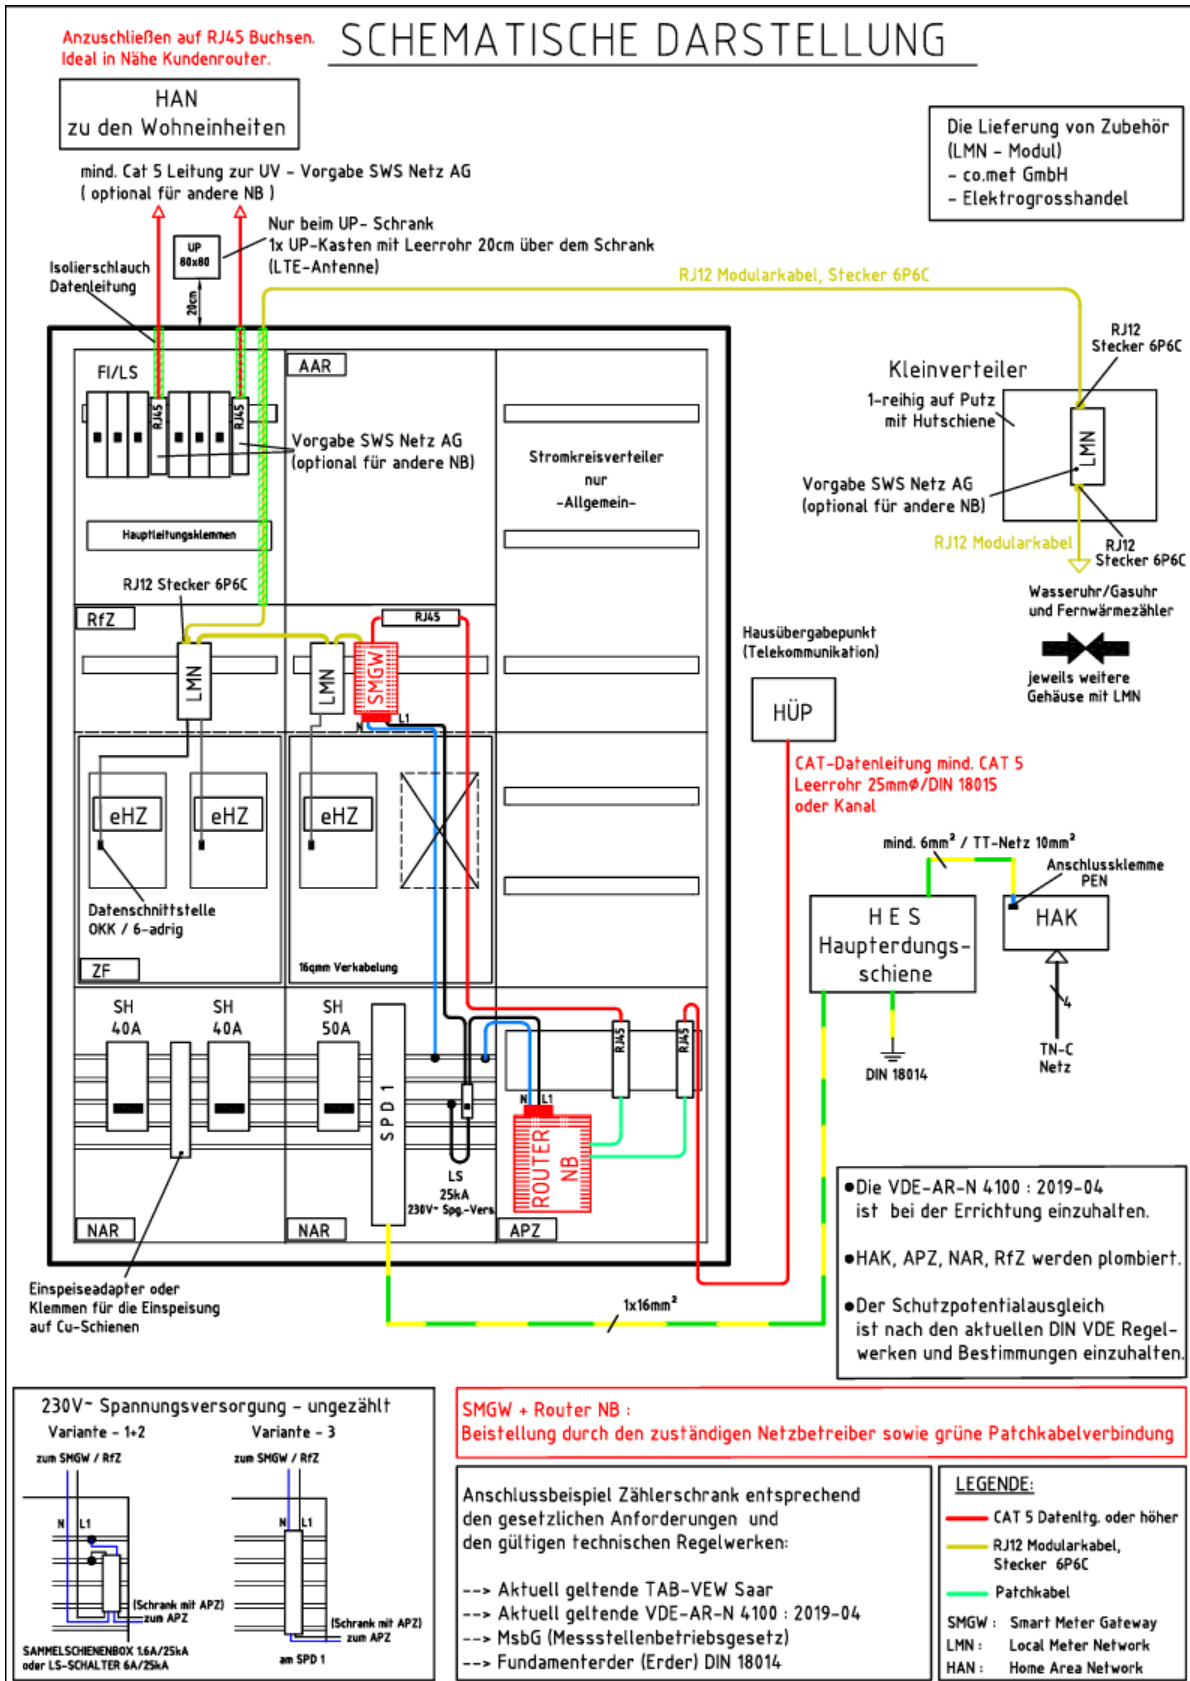 Anzuschließen auf RJ45 Buchsen.
Ideal in Nähe Kundenrouter.
SCHEMATISCHE DARSTELLUNG
HAN
zu den Wohneinheiten
Die Lieferung von Zubehör
(LMN - Modul)
- co.met GmbH
- Elektrogrosshandel
mind. Cat 5 Leitung zur UV - Vorgabe SWS Netz AG
( optional für andere NB )
UP
80x80
Nur beim UP- Schrank
1x UP-Kasten mit Leerrohr 20cm über dem Schrank
(LTE-Antenne)
Isolierschlauch
Datenleitung
20cm
RJ12 Modularkabel, Stecker 6P6C
RJ12
Stecker 6P6C
Kleinverteiler
1-reihig auf Putz
mit Hutschiene
LMN
Vorgabe SWS Netz AG
(optional für andere NB)
RJ12 Modularkabel
RJ12
Stecker 6P6C
Wasseruhr/Gasuhr
und Fernwärmezähler
jeweils weitere
Gehäuse mit LMN
FI/LS
RJ45
RJ45
AAR
Vorgabe SWS Netz AG
(optional für andere NB)
Stromkreisverteiler
nur
-Allgemein-
Hauptleitungsklemmen
RJ12 Stecker 6P6C
RfZ
LMN
LMN
SMGW
RJ45
N
L1
Hausübergabepunkt
(Telekommunikation)
HÜP
CAT-Datenleitung mind. CAT 5
Leerrohr 25mmø/DIN 18015
oder Kanal
eHZ
eHZ
eHZ
Datenschnittstelle
OKK / 6-adrig
ZF
16qmm Verkabelung
mind. 6mm² / TT-Netz 10mm²
Anschlussklemme
PEN
HES
Haupterdungs-
schiene
HAK
4
TN-C
Netz
DIN 18014
SH
40A
SH
40A
SH
50A
SPD 1
RJ45
RJ45
N
L1
ROUTER
NB
LS
25kA
230V~ Spg.-Vers.
NAR
NAR
APZ
Einspeiseadapter oder
Klemmen für die Einspeisung
auf Cu-Schienen
1x16mm²
●Die VDE-AR-N 4100 : 2019-04
ist bei der Errichtung einzuhalten.
●HAK, APZ, NAR, RfZ werden plombiert.
●Der Schutzpotentialausgleich
ist nach den aktuellen DIN VDE Regel-
werken und Bestimmungen einzuhalten.
230V~ Spannungsversorgung - ungezählt
Variante - 1+2
zum SMGW / RfZ
N
L1
(Schrank mit APZ)
zum APZ
SAMMELSCHIENENBOX 1.6A/25kA
oder LS-SCHALTER 6A/25kA
Variante - 3
zum SMGW / RfZ
N
L1
(Schrank mit APZ)
zum APZ
am SPD 1
SMGW + Router NB :
Beistellung durch den zuständigen Netzbetreiber sowie grüne Patchkabelverbindung
Anschlussbeispiel Zählerschrank entsprechend
den gesetzlichen Anforderungen und
den gültigen technischen Regelwerken:
--> Aktuell geltende TAB-VEW Saar
--> Aktuell geltende VDE-AR-N 4100 : 2019-04
--> MsbG (Messstellenbetriebsgesetz)
--> Fundamenterder (Erder) DIN 18014
LEGENDE:
CAT 5 Datenltg. oder höher
RJ12 Modularkabel,
Stecker 6P6C
Patchkabel
SMGW : Smart Meter Gateway
LMN : Local Meter Network
HAN : Home Area Network